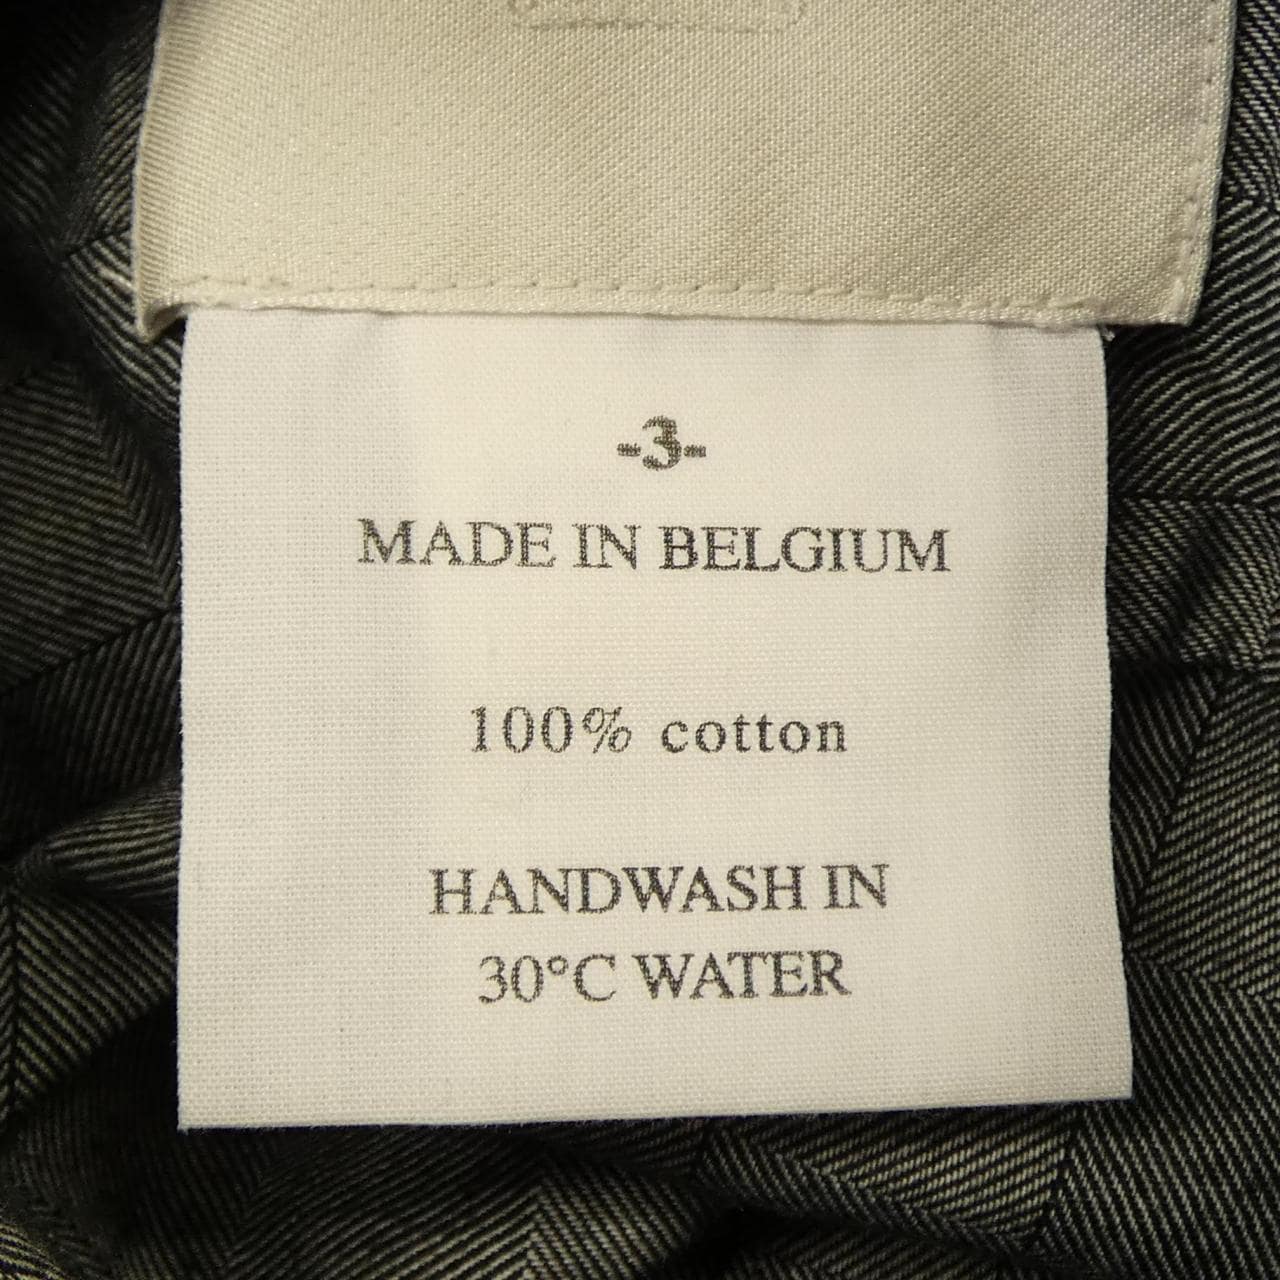 -3-
MADE IN BELGIUM
100% cotton
HANDWASH IN
30°C WATER